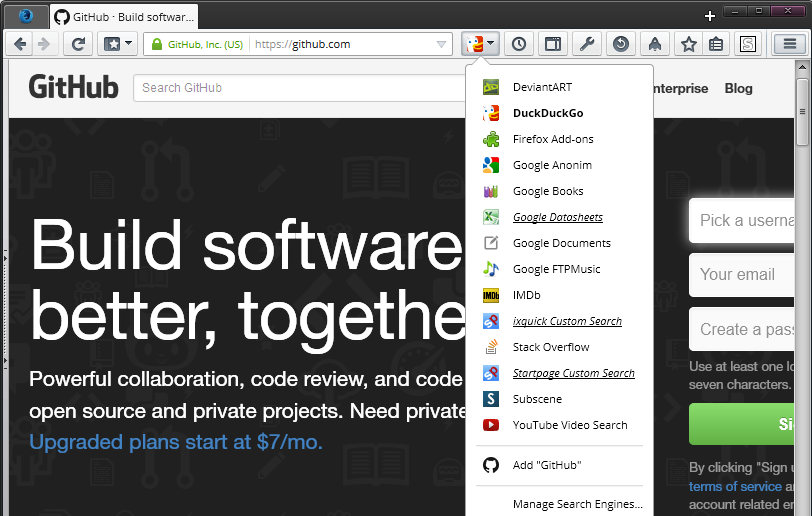 GitHub · Build softwar...
GitHub, Inc. (US)
https://github.com
S
GitHub
Search GitHub
nterprise
Blog
DeviantART
DuckDuckGo
Firefox Add-ons
Google Anonim
Google Books
Google Datasheets
Google Documents
Google FTPMusic
IMDb
IMDb
ixquick Custom Search
Stack Overflow
Startpage Custom Search
S
Subscene
YouTube Video Search
Add "GitHub"
Manage Search Engines...
Build software
better, togethe
Powerful collaboration, code review, and code
open source and private projects. Need private
Upgraded plans start at $7/mo.
Pick a userna
Your email
Create a pas
Use at least one lo
seven characters.
Si
By clicking "Sign u
terms of service a
account related em